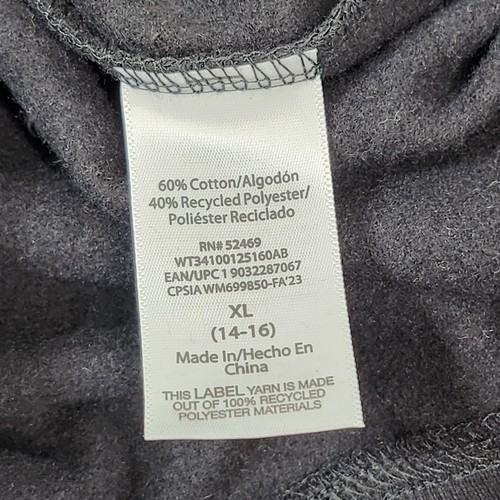 60% Cotton/Algodón
40% Recycled Polyester/
Poliéster Reciclado
RN# 52469
WT34100125160AB
EAN/UPC 1 9032287067
CPSIA WM699850-FA'23
XL
(14-16)
Made In/Hecho En
China
THIS LABEL YARN IS MADE
OUT OF 100% RECYCLED
POLYESTER MATERIALS